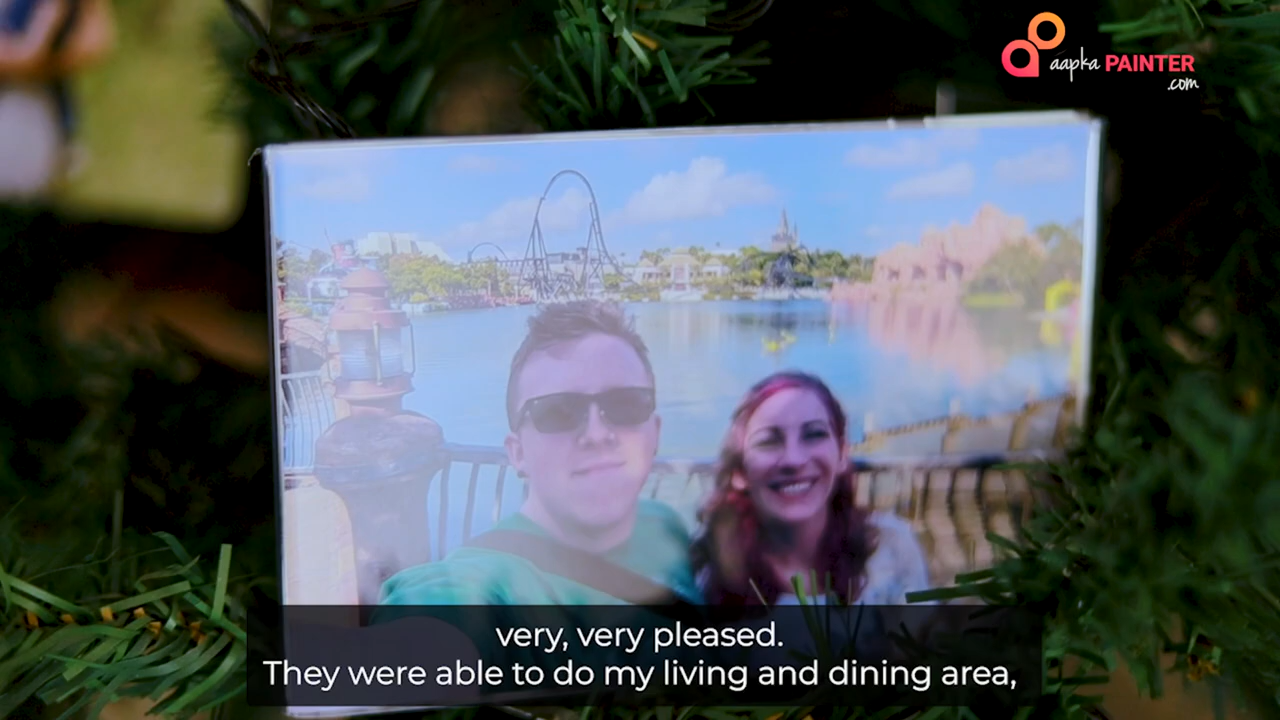 aapka PAINTER
.com
very, very pleased.
They were able to do my living and dining area,